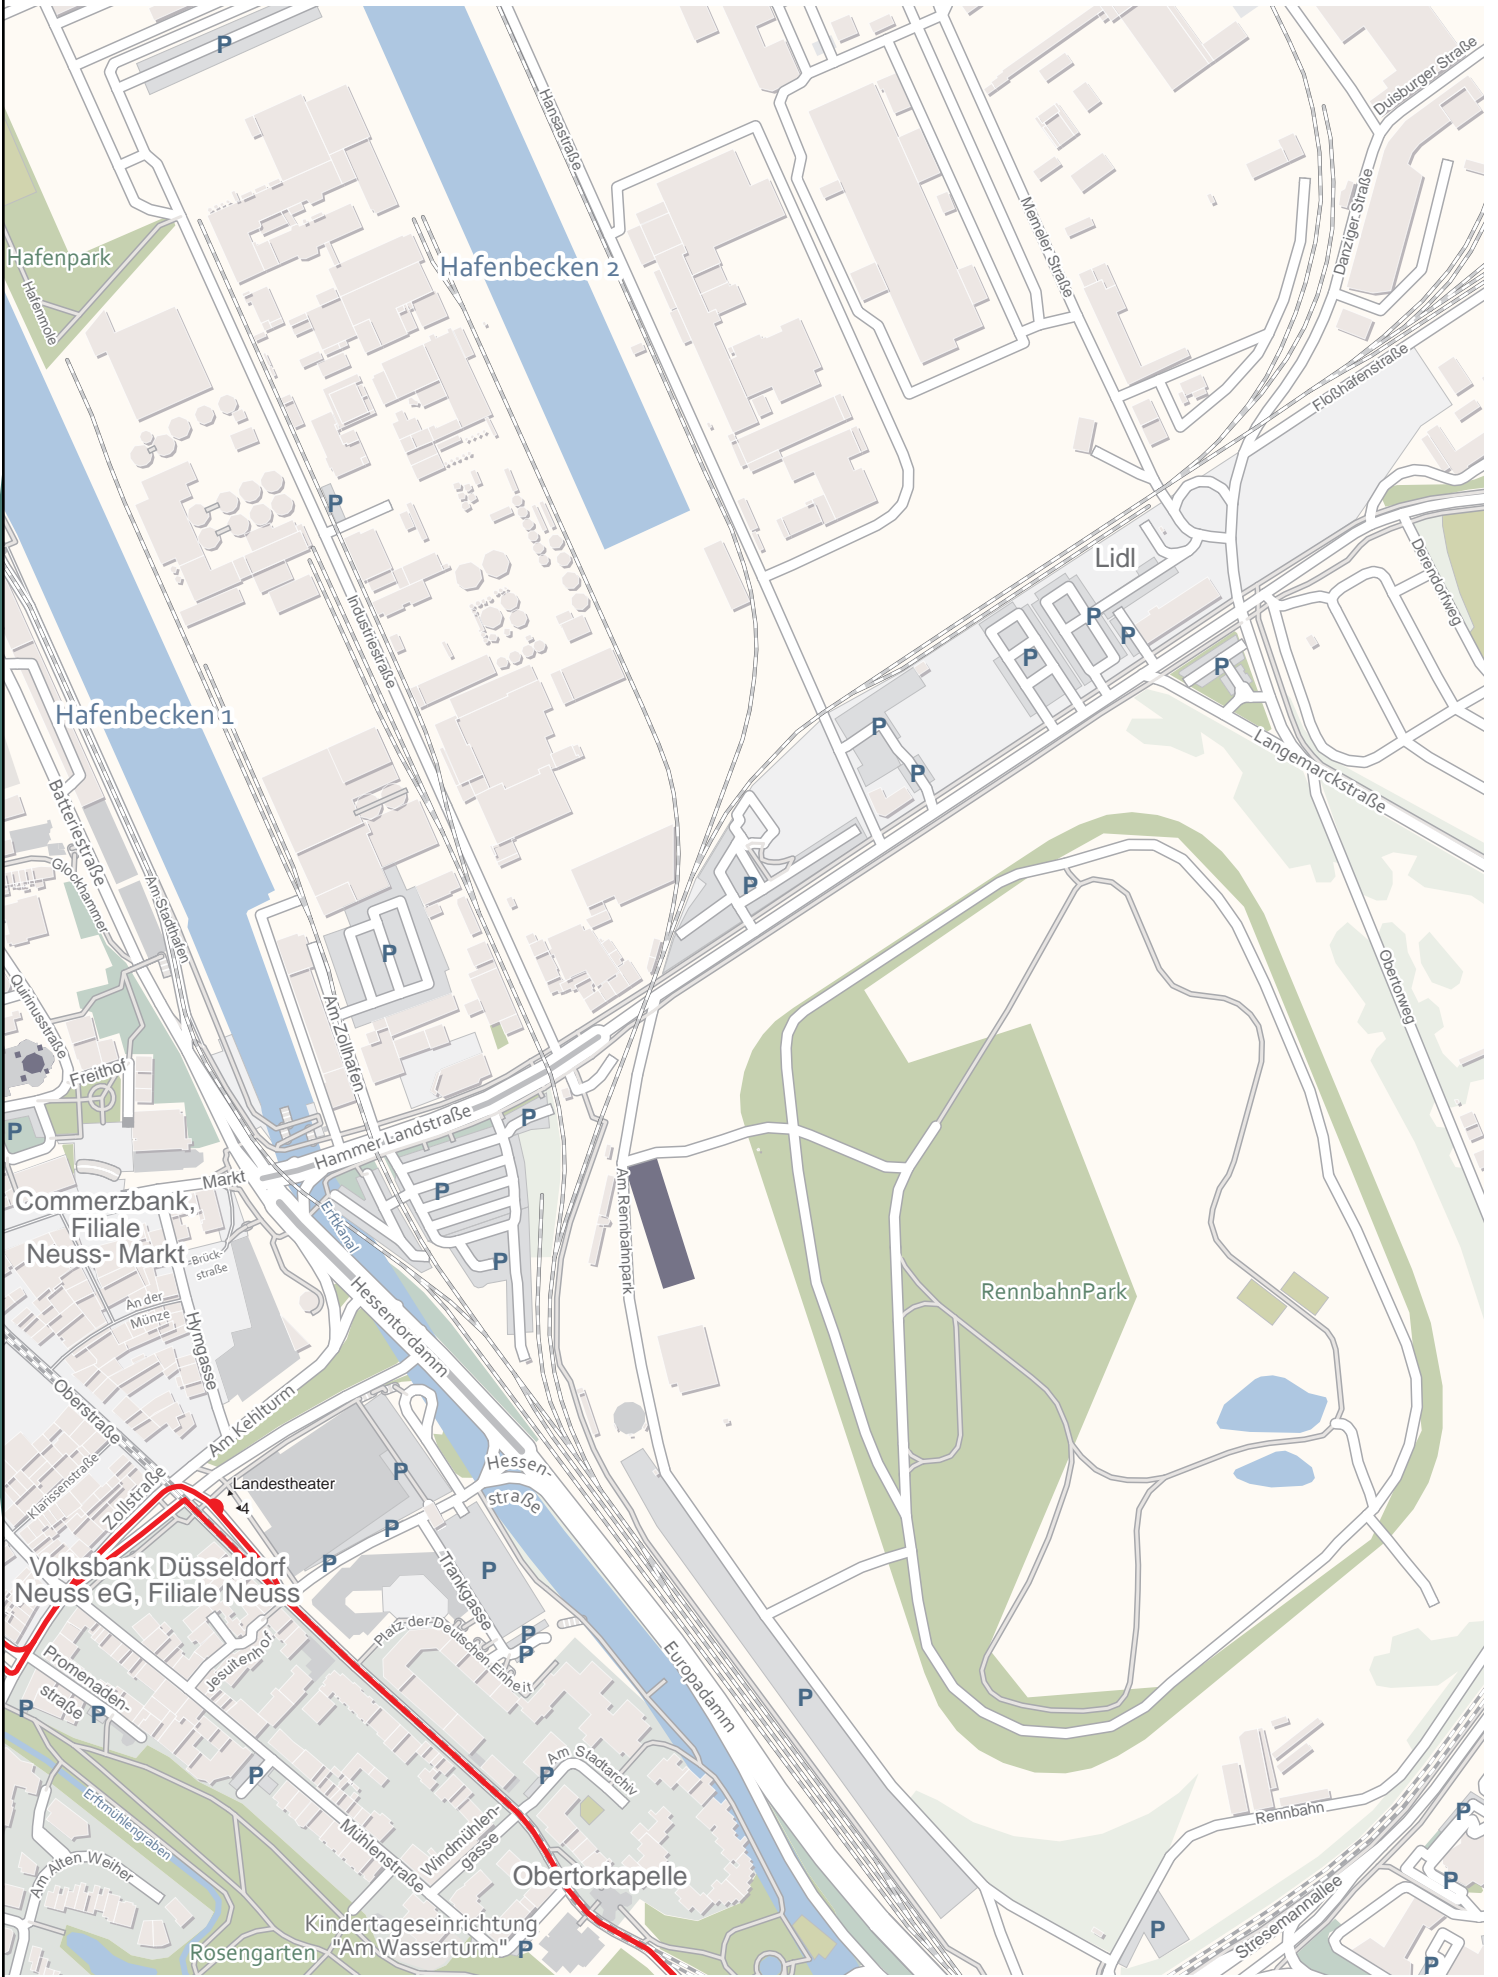 P
Duisburger Straße
Hansastraße
Memeler Straße
Danziger Straße
Hafenpark
Hafenmole
Hafenbecken 2
Floßhafenstraße
P
Lidl
Derendorfweg
Industriestraße
P
P
P
P
Hafenbecken 1
P
P
Langemarckstraße
Batteriestraße
Glockhammer
Am Stadthafen
P
P
Quirinusstraße
Am Zollhafen
Obertorweg
Freithof
P
P
Hammer Landstraße
Markt
P
Am Rennbahnpark
Commerzbank,
Filiale
Neuss- Markt
Erftkanal
Brück-
straße
P
RennbahnPark
An der
Münze
Hymgasse
Hessentordamm
Oberstraße
Am Kehlturm
Klarissenstraße
Zollstraße
Landestheater
4
P
Hessen-
straße
P
P
P
Volksbank Düsseldorf
Neuss eG, Filiale Neuss
Trankgasse
Platz der Deutschen Einheit
P
P
Jesuitenhof
Promenaden-
straße
P
P
Europadamm
P
Am Stadtarchiv
P
P
Erftmühlengraben
Mühlenstraße
Windmühlen-
gasse
Rennbahn
P
Am Alten Weiher
Obertorkapelle
P
Kindertageseinrichtung
"Am Wasserturm"
P
Rosengarten
P
Stresemannallee
P